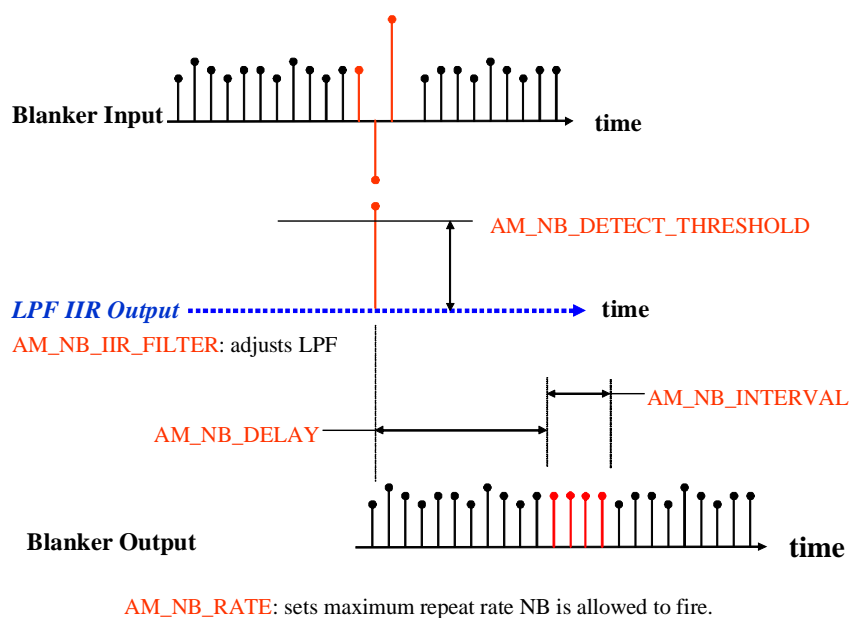 Blanker Input
time
AM_NB_DETECT_THRESHOLD
LPF IIR Output
time
AM_NB_IIR_FILTER: adjusts LPF
AM_NB_INTERVAL
AM_NB_DELAY
Blanker Output
time
AM_NB_RATE: sets maximum repeat rate NB is allowed to fire.